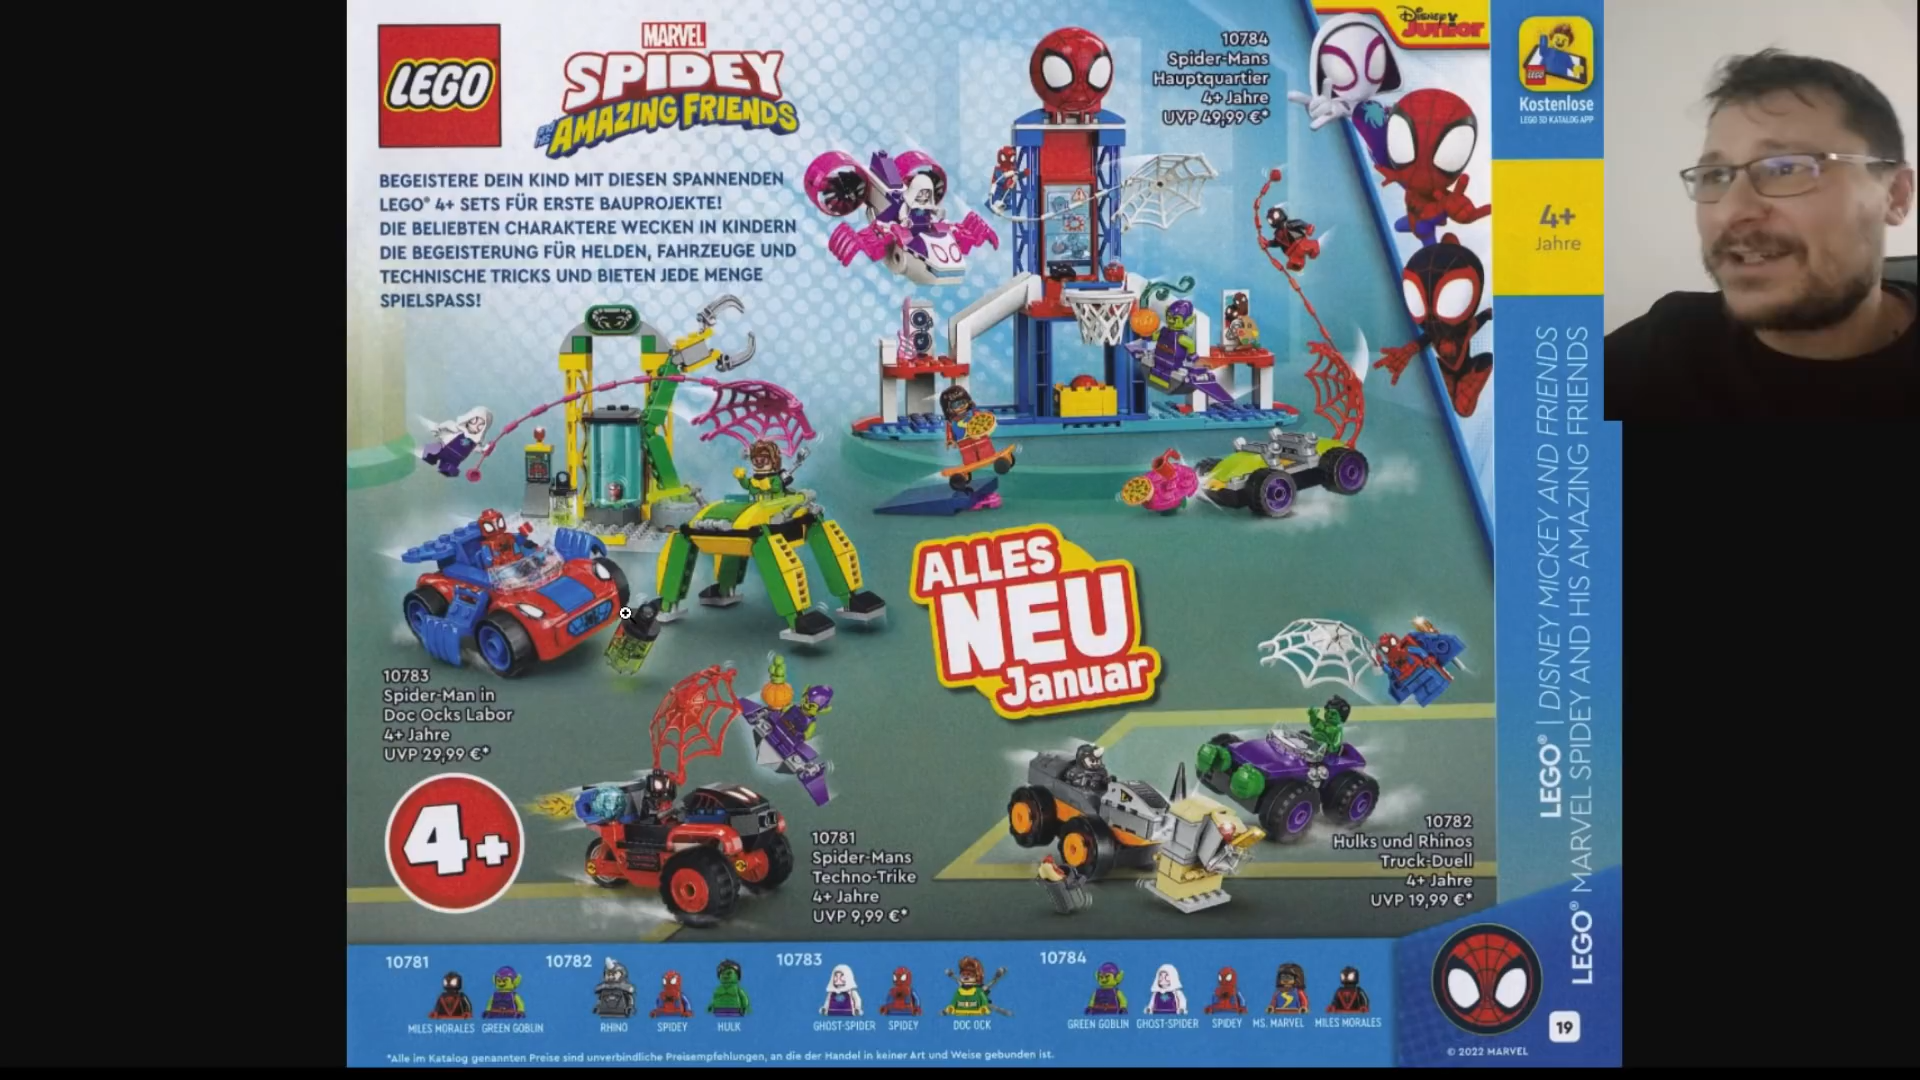 LEGO
MARVEL
SPIDEY
and his
AMAZING FRIENDS
BEGEISTERE DEIN KIND MIT DIESEN SPANNENDEN
LEGO® 4+ SETS FÜR ERSTE BAUPROJEKTE!
DIE BELIEBTEN CHARAKTERE WECKEN IN KINDERN
DIE BEGEISTERUNG FÜR HELDEN, FAHRZEUGE UND
TECHNISCHE TRICKS UND BIETEN JEDE MENGE
SPIELSPASS!
10784
Spider-Mans
Hauptquartier
4+ Jahre
UVP 49,99 €*
Disney
Junior
LEGO
Kostenlose
LEGO 3D KATALOG APP
4+
Jahre
LEGO® | DISNEY MICKEY AND FRIENDS
LEGO® MARVEL SPIDEY AND HIS AMAZING FRIENDS
ALLES
NEU
Januar
10783
Spider-Man in
Doc Ocks Labor
4+ Jahre
UVP 29,99 €*
4+
10781
Spider-Mans
Techno-Trike
4+ Jahre
UVP 9,99 €*
10782
Hulks und Rhinos
Truck-Duell
4+ Jahre
UVP 19,99 €*
10781
MILES MORALES GREEN GOBLIN
10782
RHINO SPIDEY HULK
10783
GHOST-SPIDER SPIDEY DOC OCK
10784
GREEN GOBLIN GHOST-SPIDER SPIDEY MS. MARVEL MILES MORALES
19
© 2022 MARVEL
*Alle im Katalog genannten Preise sind unverbindliche Preisempfehlungen, an die der Handel in keiner Art und Weise gebunden ist.